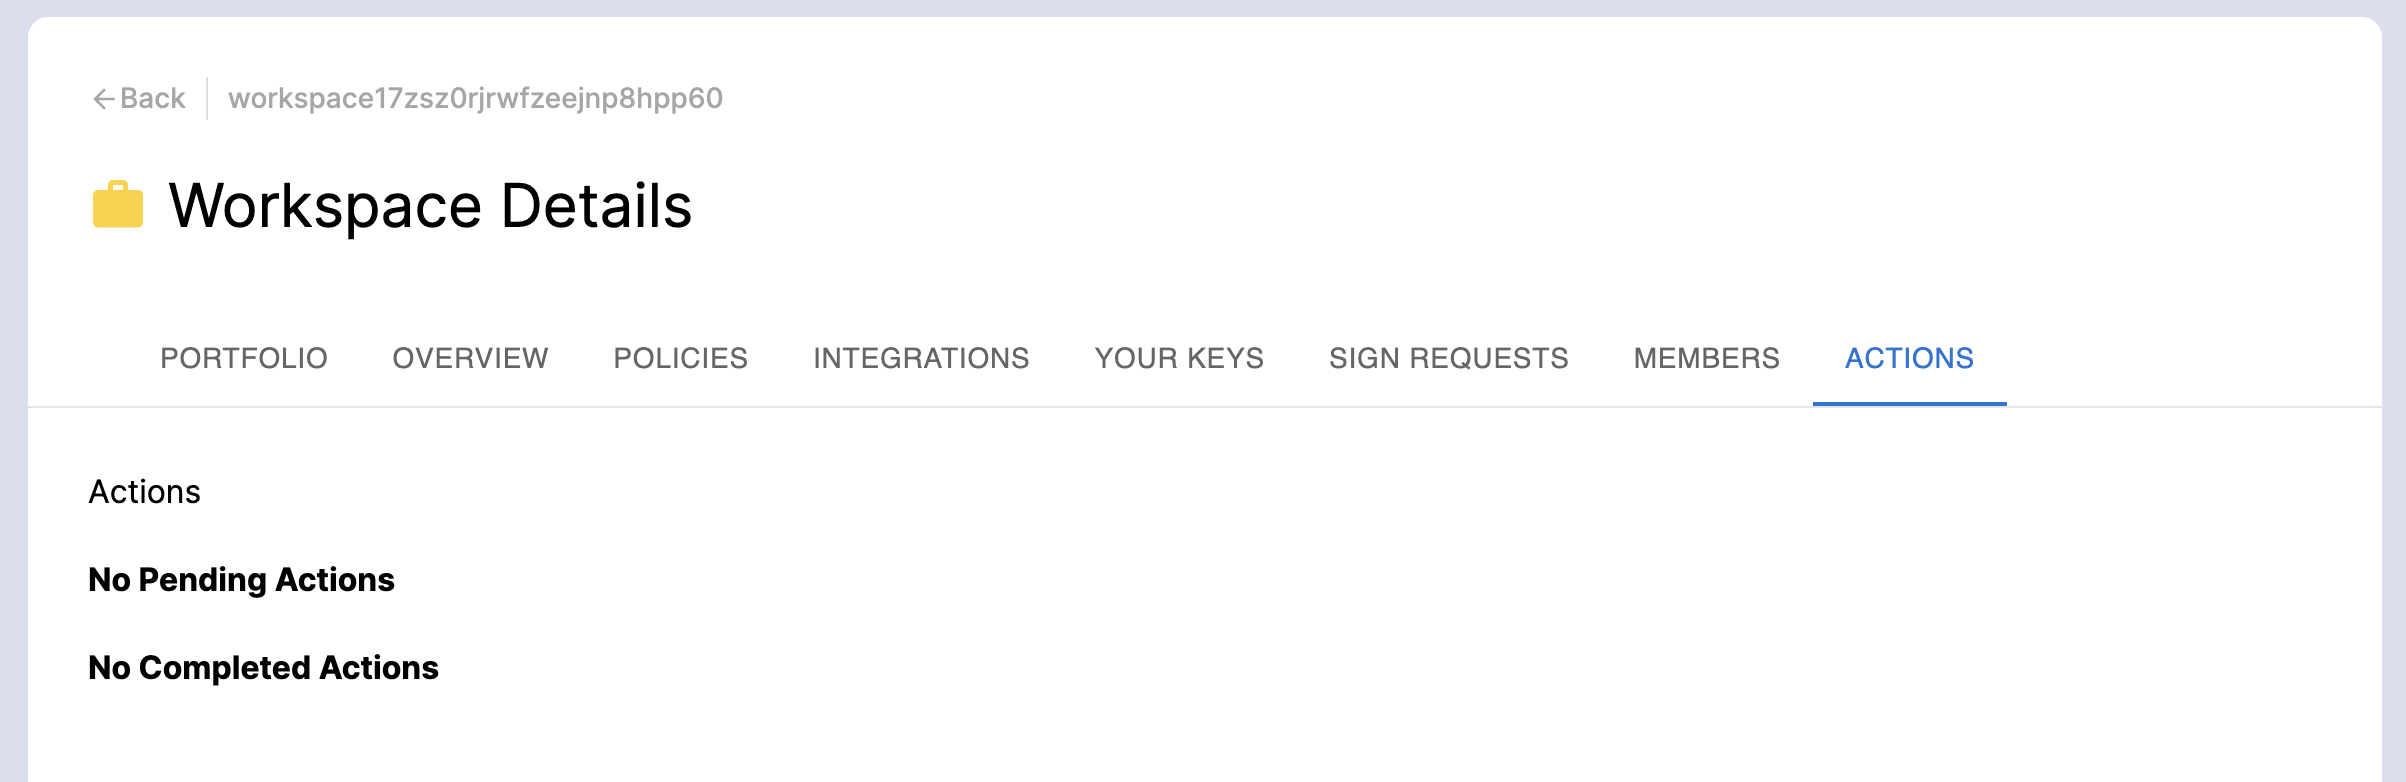 ← Back | workspace17zsz0rjrwfzeejnp8hpp60
Workspace Details
PORTFOLIO OVERVIEW POLICIES INTEGRATIONS YOUR KEYS SIGN REQUESTS MEMBERS ACTIONS
Actions
No Pending Actions
No Completed Actions